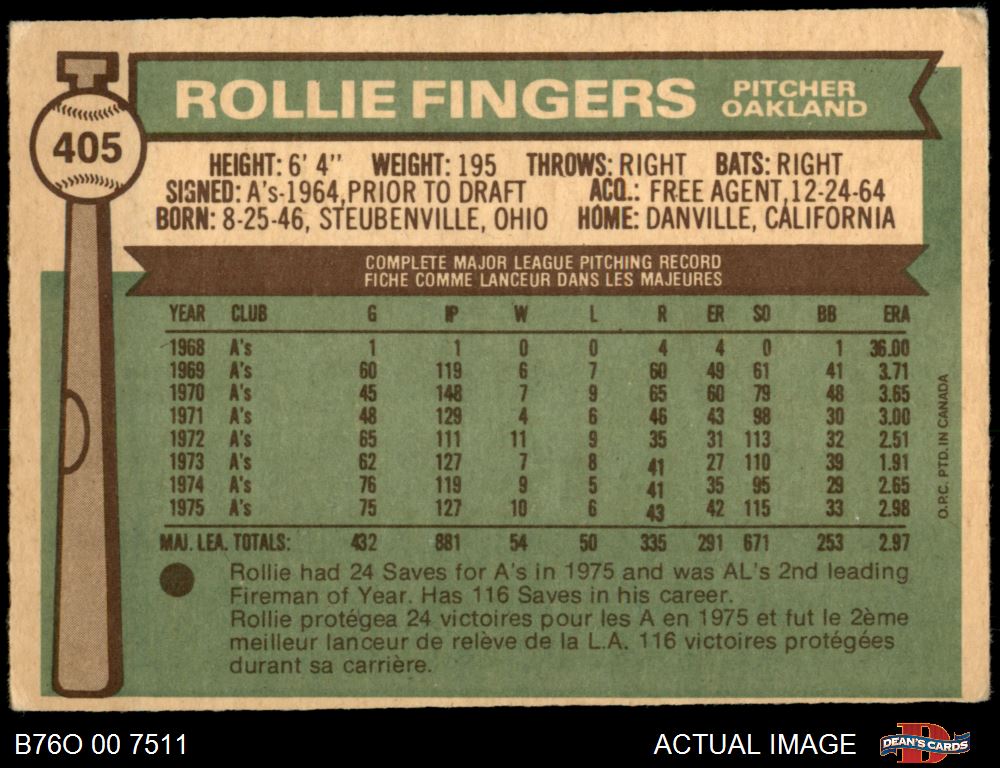 405
ROLLIE FINGERS PITCHER OAKLAND
HEIGHT: 6' 4" WEIGHT: 195 THROWS: RIGHT BATS: RIGHT
SIGNED: A's-1964, PRIOR TO DRAFT ACQ.: FREE AGENT, 12-24-64
BORN: 8-25-46, STEUBENVILLE, OHIO HOME: DANVILLE, CALIFORNIA
COMPLETE MAJOR LEAGUE PITCHING RECORD
FICHE COMME LANCEUR DANS LES MAJEURES
YEAR CLUB G IP W L R ER SO BB ERA
1968 A's 1 1 0 0 4 4 0 1 36.00
1969 A's 60 119 6 7 60 49 61 41 3.71
1970 A's 45 148 7 9 65 60 79 48 3.65
1971 A's 48 129 4 6 46 43 98 30 3.00
1972 A's 65 111 11 9 35 31 113 32 2.51
1973 A's 62 127 7 8 41 27 110 39 1.91
1974 A's 76 119 9 5 41 35 95 29 2.65
1975 A's 75 127 10 6 43 42 115 33 2.98
MAJ. LEA. TOTALS: 432 881 54 50 335 291 671 253 2.97
Rollie had 24 Saves for A's in 1975 and was AL's 2nd leading
Fireman of Year. Has 116 Saves in his career.
Rollie protégea 24 victoires pour les A en 1975 et fut le 2ème
meilleur lanceur de relève de la L.A. 116 victoires protégées
durant sa carrière.
O.P.C. PTD. IN CANADA
B76O 00 7511
ACTUAL IMAGE
DEAN'S CARDS